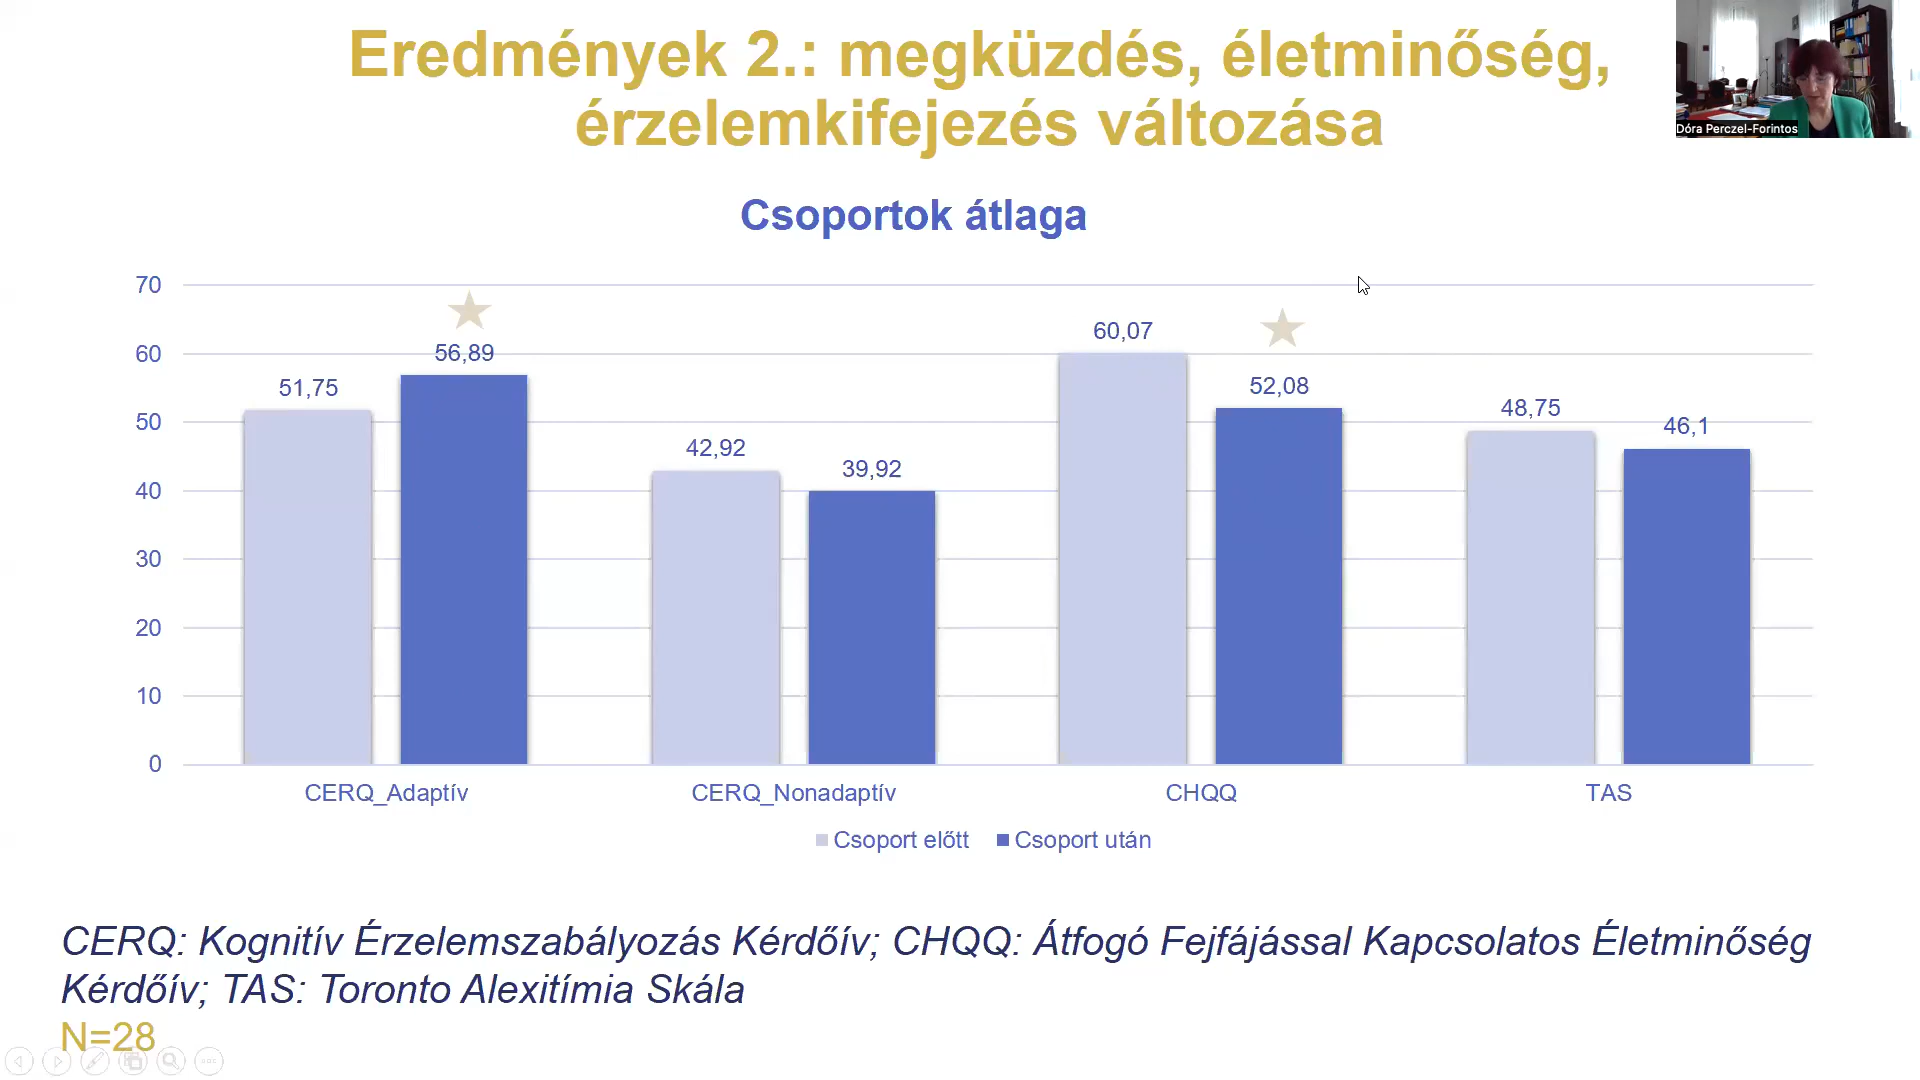 Eredmények 2.: megküzdés, életminőség,
érzelemkifejezés változása
Dóra Perczel-Forintos
Csoportok átlaga
70
60
50
40
30
20
10
0
51,75
56,89
42,92
39,92
60,07
52,08
48,75
46,1
CERQ_Adaptív
CERQ_Nonadaptív
CHQQ
TAS
Csoport előtt
Csoport után
CERQ: Kognitív Érzelemszabályozás Kérdőív; CHQQ: Átfogó Fejfájással Kapcsolatos Életminőség
Kérdőív; TAS: Toronto Alexitímia Skála
N=28